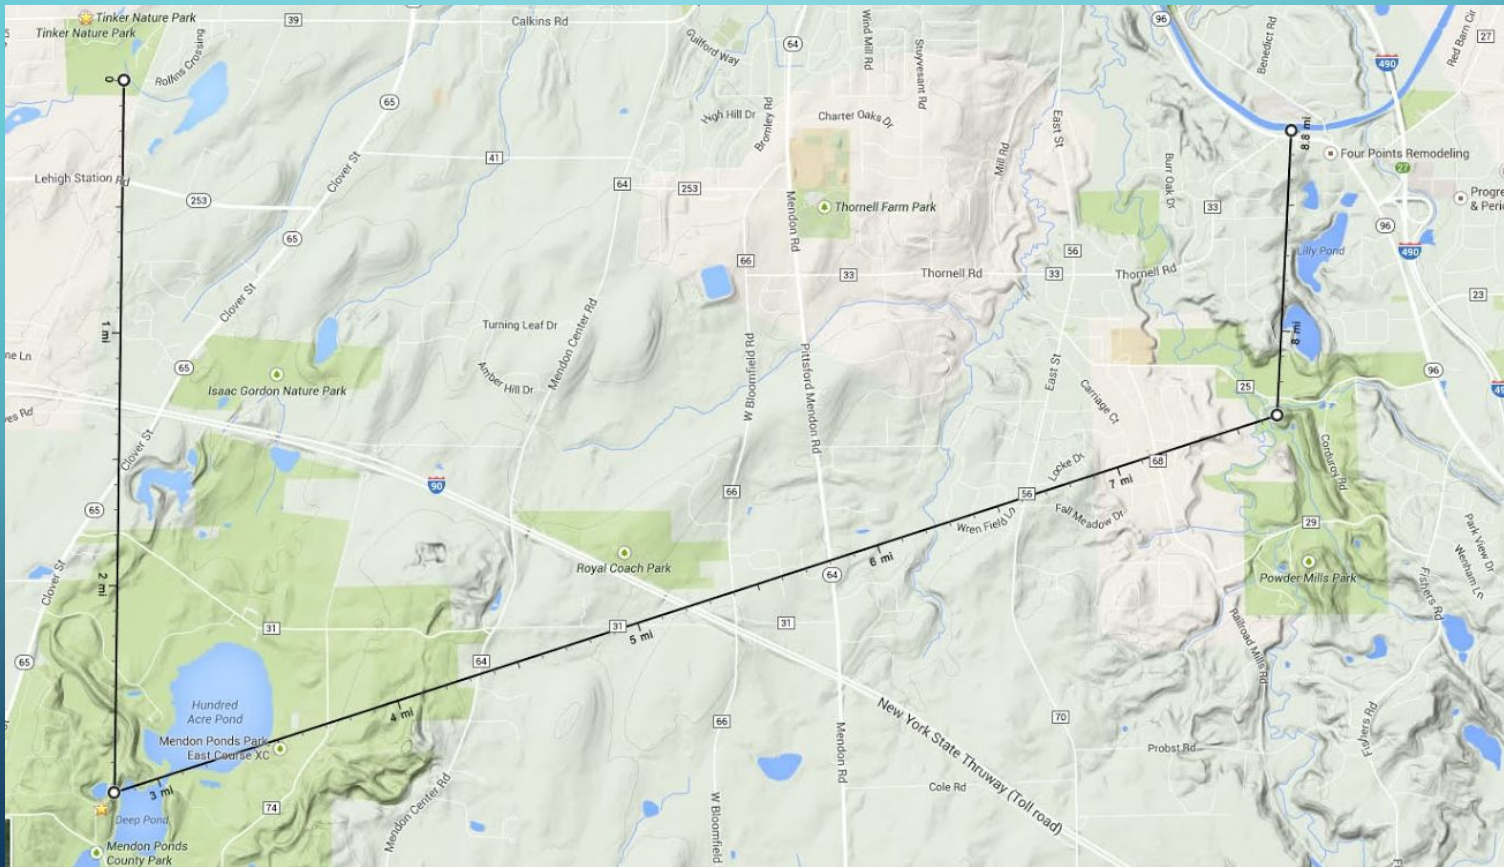 Tinker Nature Park
Tinker Nature Park
39
Calkins Rd
Guilford Way
64
Wind Mill Rd
Stuyvesant Rd
96
Benedict Rd
490
Red Barn Cir
27
0
Rollins Crossing
65
High Hill Dr
Bromley Rd
Charter Oaks Dr
East St
8.8 mi
Four Points Remodeling
27
41
Clover St
Mill Rd
Burr Oak Dr
Lehigh Station Rd
253
64
253
Mendon Rd
Thornell Farm Park
33
Progre
& Perio
65
96
490
66
56
Lilly Pond
33
Thornell Rd
33
Thornell Rd
23
Clover St
Mendon Center Rd
1 mi
Turning Leaf Dr
8 mi
ne Ln
65
Isaac Gordon Nature Park
Amber Hill Dr
W Bloomfield Rd
Pittsford Mendon Rd
East St
Carriage Ct
25
96
49
ves Rd
Clover St
Corduroy Rd
90
66
Locke Dr
68
7 mi
65
56
Wren Field Ln
Fall Meadow Dr
29
Park View Dr
Wenham Ln
Royal Coach Park
6 mi
64
Powder Mills Park
Fishers Rd
Clover St
2 mi
31
31
5 mi
31
Railroad Mills Rd
65
64
Hundred
Acre Pond
4 mi
66
New York State Thruway (Toll road)
70
Fishers Rd
Mendon Ponds Park
East Course XC
Mendon Rd
Probst Rd
3 mi
74
Mendon Center Rd
Cole Rd
Deep Pond
W Bloomfield
Mendon Ponds
County Park